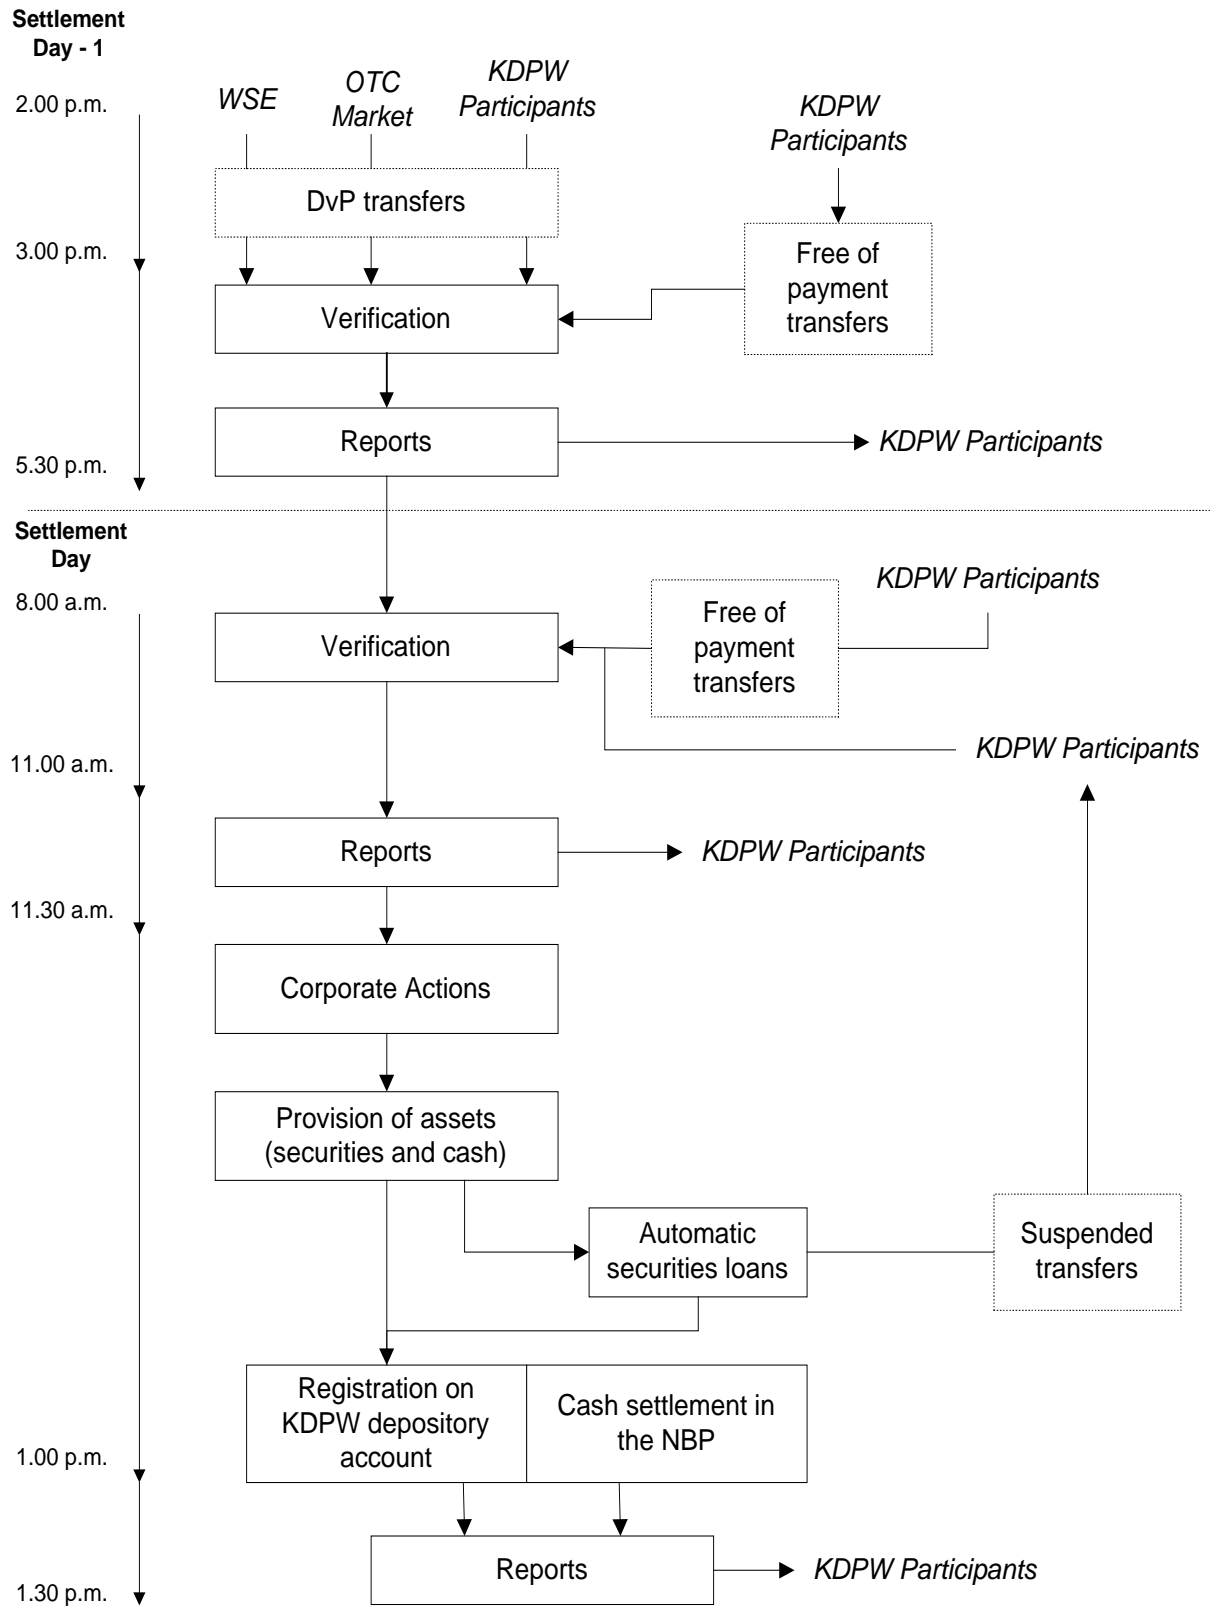 Settlement
Day - 1
2.00 p.m.
WSE
OTC
Market
KDPW
Participants
KDPW
Participants
DvP transfers
3.00 p.m.
Free of
payment
transfers
Verification
Reports
KDPW Participants
5.30 p.m.
Settlement
Day
8.00 a.m.
KDPW Participants
Free of
payment
transfers
Verification
KDPW Participants
11.00 a.m.
Reports
KDPW Participants
11.30 a.m.
Corporate Actions
Provision of assets
(securities and cash)
Automatic
securities loans
Suspended
transfers
Registration on
KDPW depository
account
Cash settlement in
the NBP
1.00 p.m.
Reports
KDPW Participants
1.30 p.m.